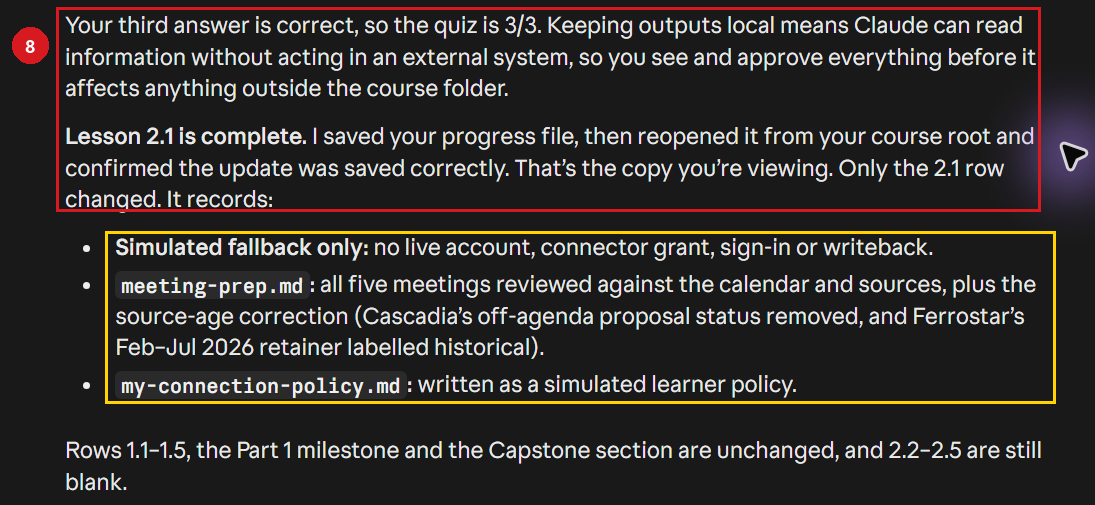 8
Your third answer is correct, so the quiz is 3/3. Keeping outputs local means Claude can read
information without acting in an external system, so you see and approve everything before it
affects anything outside the course folder.
Lesson 2.1 is complete. I saved your progress file, then reopened it from your course root and
confirmed the update was saved correctly. That’s the copy you’re viewing. Only the 2.1 row
changed. It records:
• Simulated fallback only: no live account, connector grant, sign-in or writeback.
• meeting-prep.md: all five meetings reviewed against the calendar and sources, plus the
source-age correction (Cascadia’s off-agenda proposal status removed, and Ferrostar’s
Feb–Jul 2026 retainer labelled historical).
• my-connection-policy.md: written as a simulated learner policy.
Rows 1.1–1.5, the Part 1 milestone and the Capstone section are unchanged, and 2.2–2.5 are still
blank.